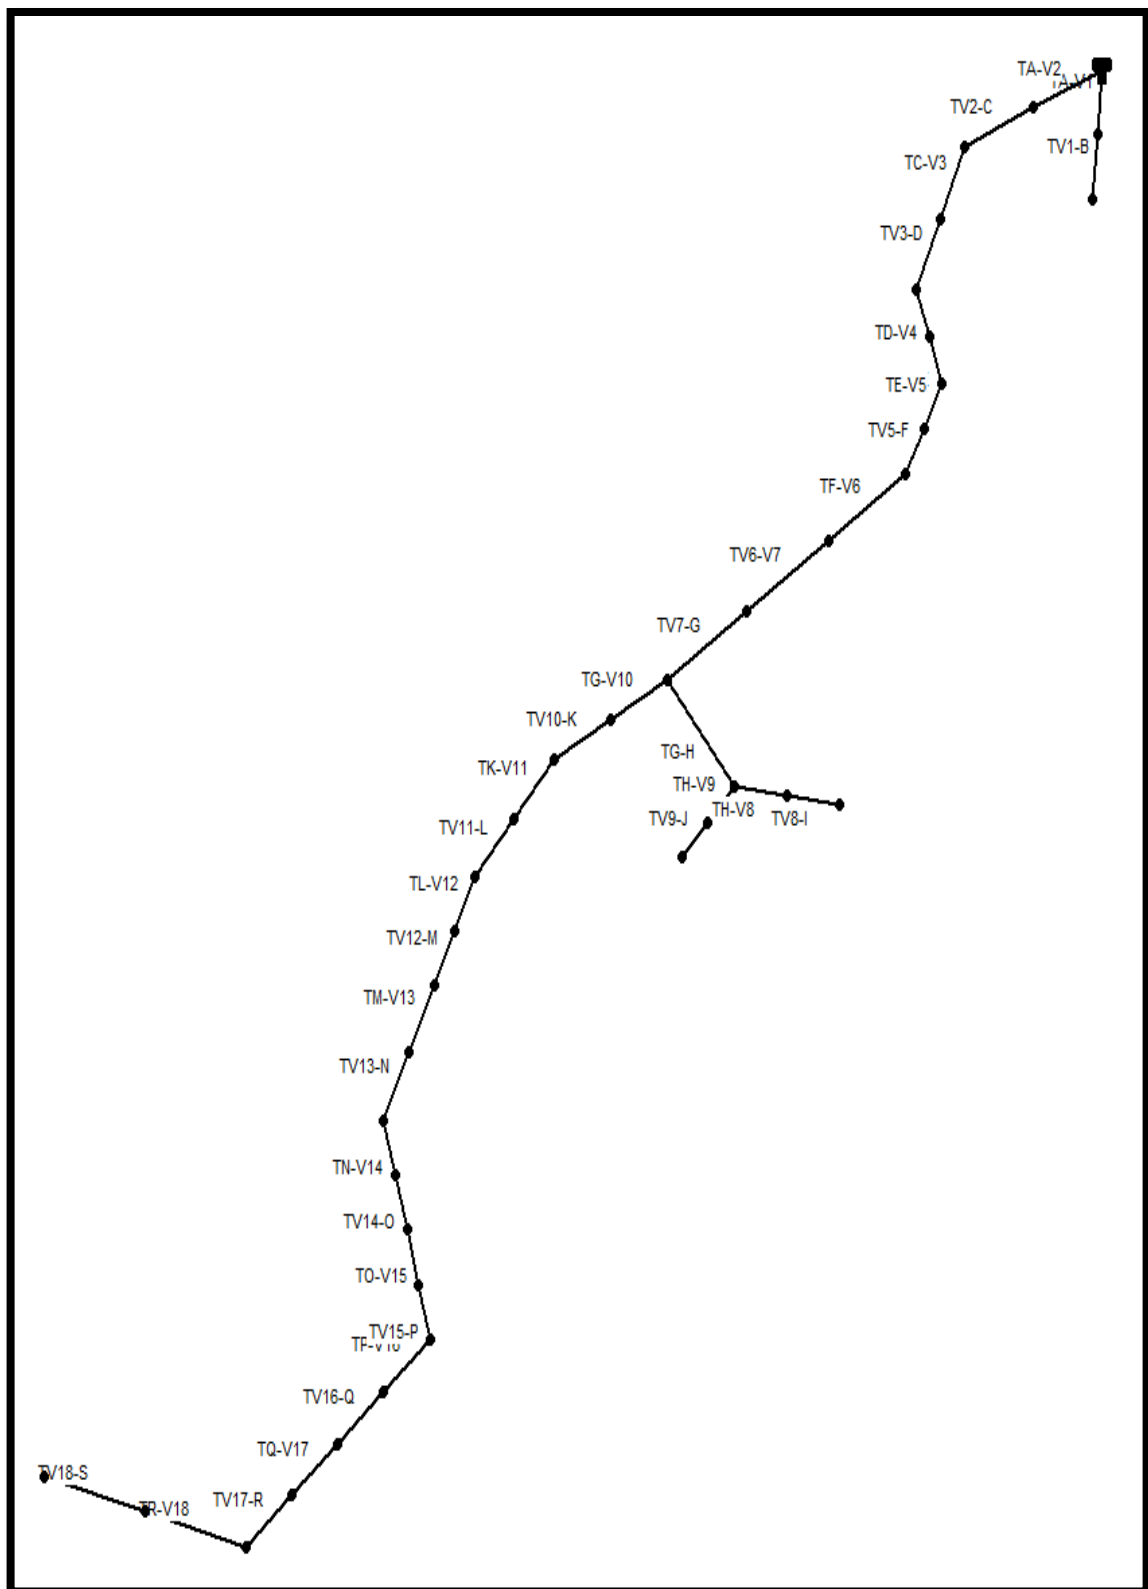 TA-V2
TA-V1
TV2-C
TV1-B
TC-V3
TV3-D
TD-V4
TE-V5
TV5-F
TF-V6
TV6-V7
TV7-G
TG-V10
TV10-K
TG-H
TK-V11
TH-V9
TH-V8
TV9-J
TV8-I
TV11-L
TL-V12
TV12-M
TM-V13
TV13-N
TN-V14
TV14-O
TO-V15
TV15-P
TP-V16
TV16-Q
TQ-V17
TV18-S
TV17-R
TR-V18